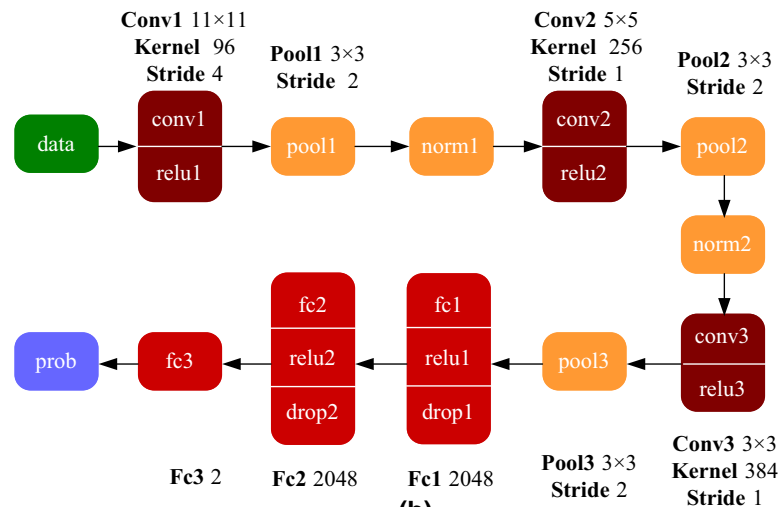 Conv1 11×11
Kernel 96
Stride 4
Pool1 3×3
Stride 2
Conv2 5×5
Kernel 256
Stride 1
Pool2 3×3
Stride 2
data
conv1
relu1
pool1
norm1
conv2
relu2
pool2
norm2
conv3
relu3
pool3
fc1
relu1
drop1
fc2
relu2
drop2
fc3
prob
Fc3 2
Fc2 2048
Fc1 2048
Pool3 3×3
Stride 2
Conv3 3×3
Kernel 384
Stride 1